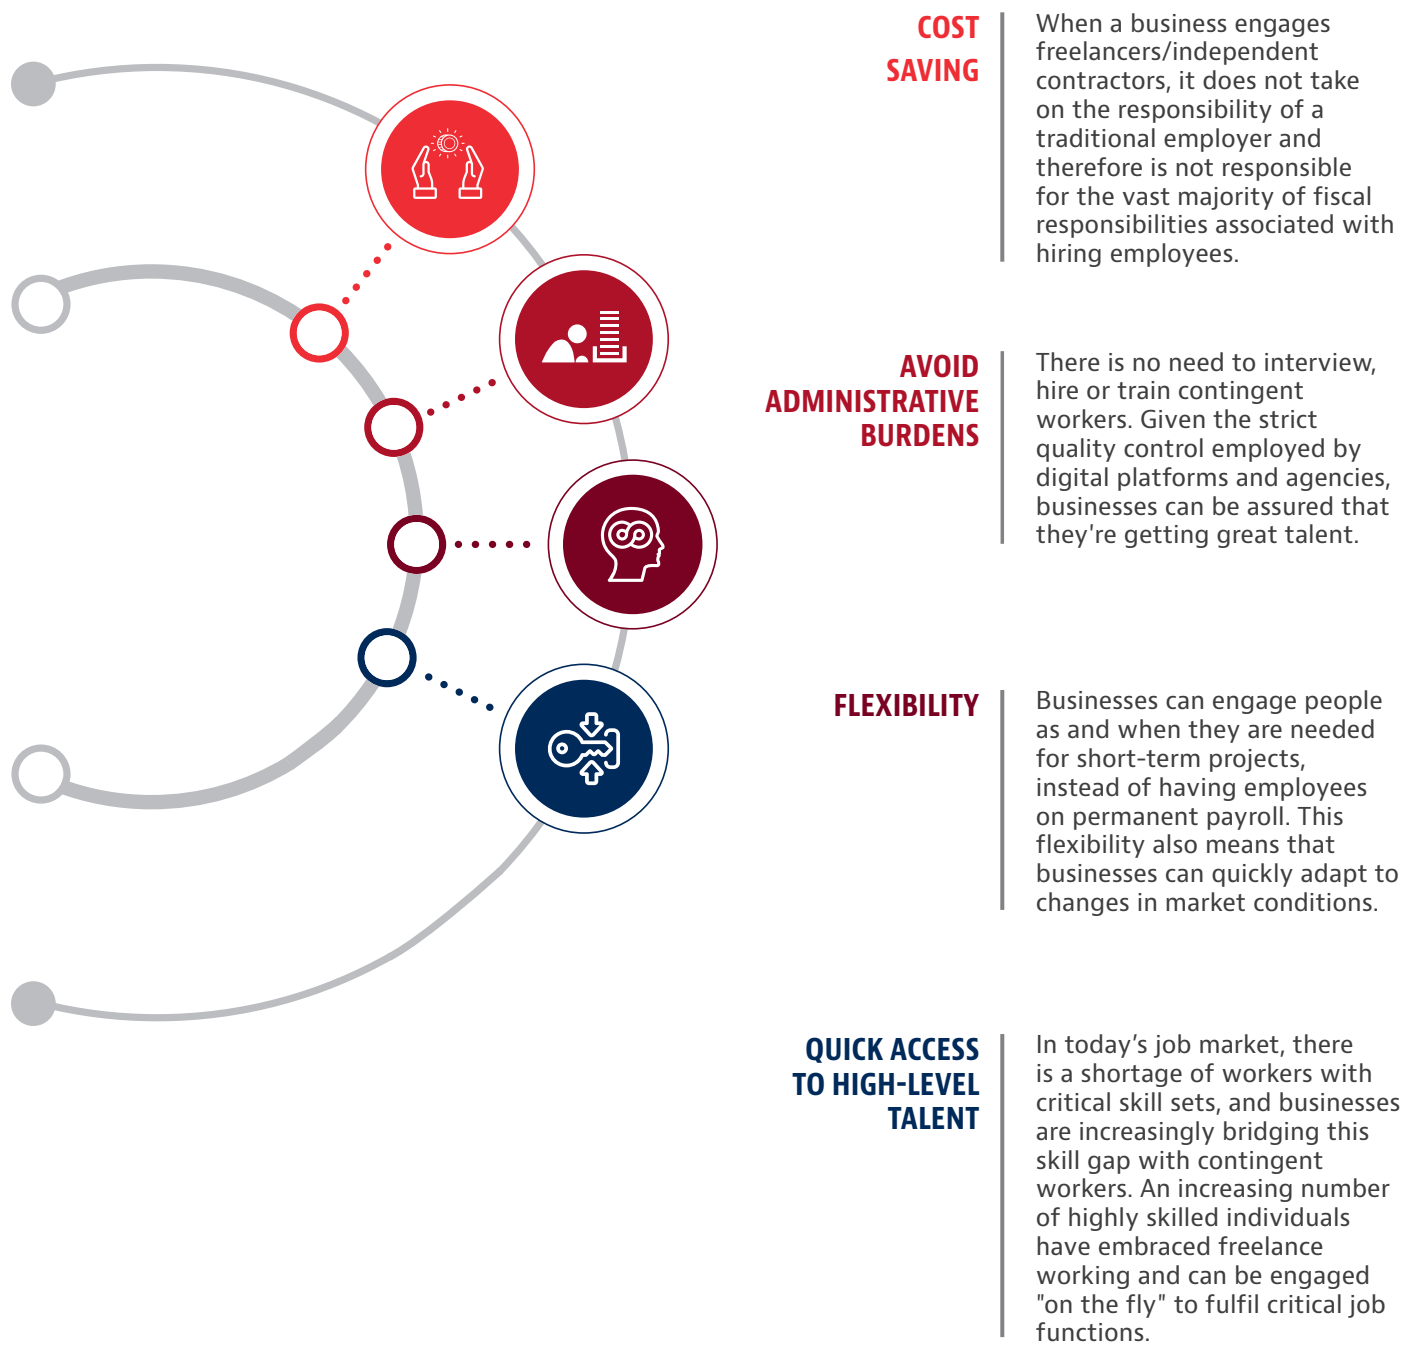 COST
SAVING
When a business engages
freelancers/independent
contractors, it does not take
on the responsibility of a
traditional employer and
therefore is not responsible
for the vast majority of fiscal
responsibilities associated with
hiring employees.
AVOID
ADMINISTRATIVE
BURDENS
There is no need to interview,
hire or train contingent
workers. Given the strict
quality control employed by
digital platforms and agencies,
businesses can be assured that
they're getting great talent.
FLEXIBILITY
Businesses can engage people
as and when they are needed
for short-term projects,
instead of having employees
on permanent payroll. This
flexibility also means that
businesses can quickly adapt to
changes in market conditions.
QUICK ACCESS
TO HIGH-LEVEL
TALENT
In today’s job market, there
is a shortage of workers with
critical skill sets, and businesses
are increasingly bridging this
skill gap with contingent
workers. An increasing number
of highly skilled individuals
have embraced freelance
working and can be engaged
"on the fly" to fulfil critical job
functions.